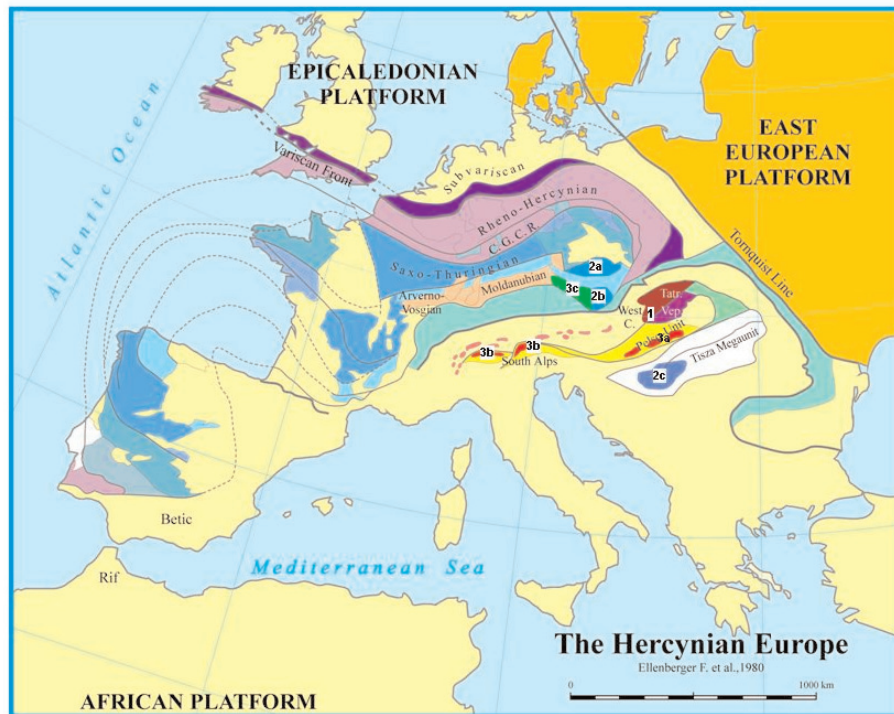 EPICALEDONIAN
PLATFORM
EAST
EUROPEAN
PLATFORM
Atlantic Ocean
Variscan Front
Subvariscan
Rheno-Hercynian
C.G.C.R.
Saxo-Thuringian
Tornquist Line
2a
Moldanubian
3c
2b
Arverno-
Vosgian
Tatr.
West
C.
1
Vep.
Pelso Unit
3a
3b
3b
South Alps
Tisza Megaunit
2c
Betic
Rif
Mediterranean Sea
The Hercynian Europe
Ellenberger F. et al.,1980
0
1000 km
AFRICAN PLATFORM